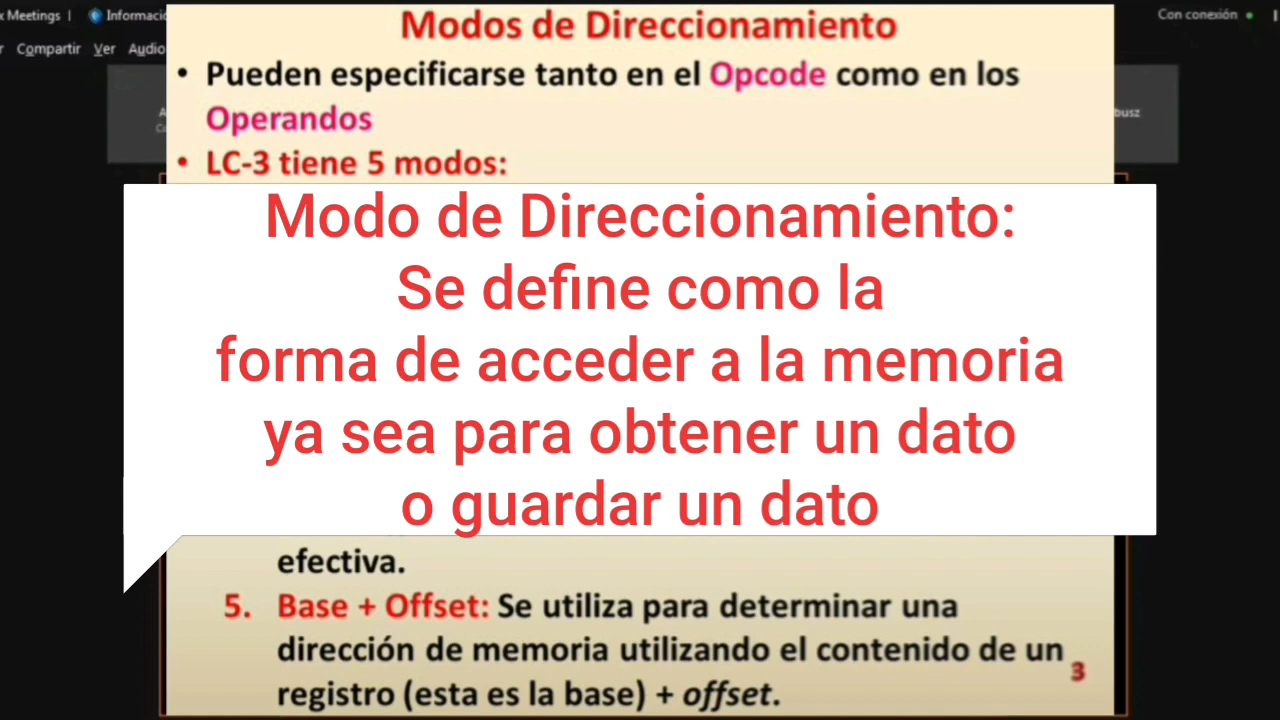 Meetings | Informació
Con conexión
Compartir Ver Audio
Modos de Direccionamiento
• Pueden especificarse tanto en el Opcode como en los
Operandos
• LC-3 tiene 5 modos:
Modo de Direccionamiento:
Se define como la
forma de acceder a la memoria
ya sea para obtener un dato
o guardar un dato
efectiva.
5. Base + Offset: Se utiliza para determinar una
dirección de memoria utilizando el contenido de un
registro (esta es la base) + offset.
3